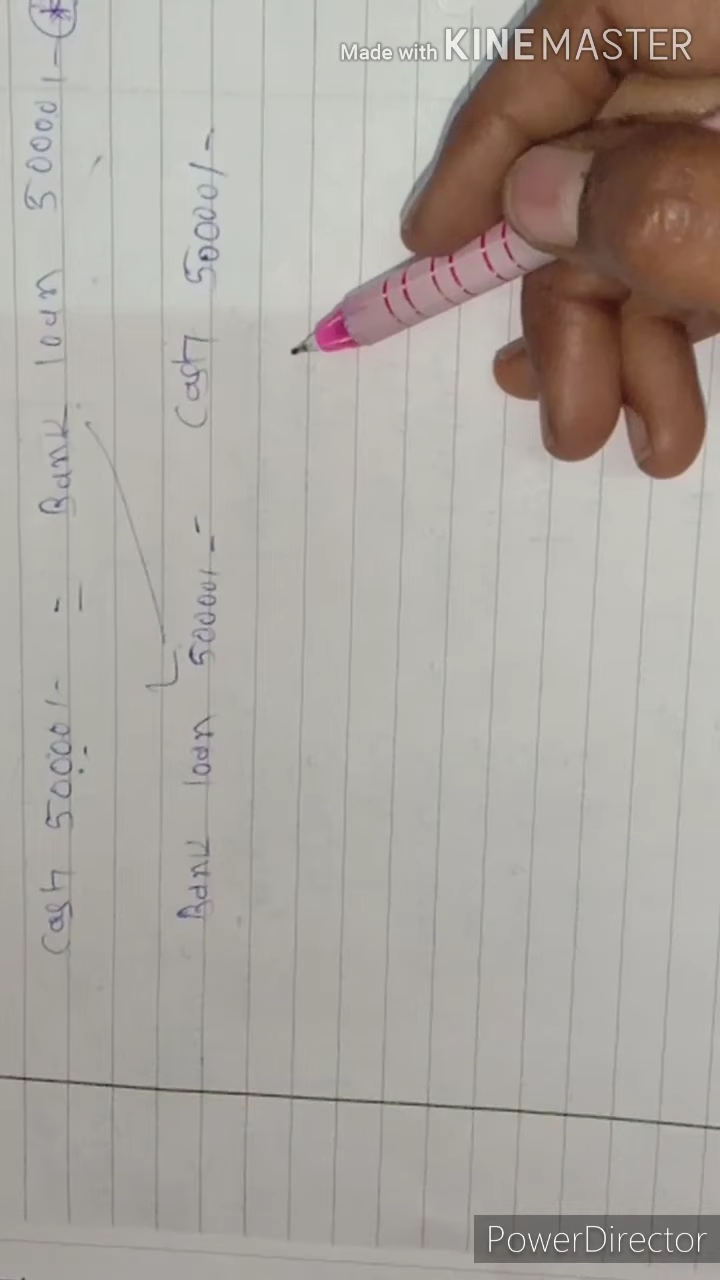 Made with KINEMASTER
Cash 50000/- - Bank loan 50000/-
Bank loan 50000/- - Cash 50000/-
PowerDirector